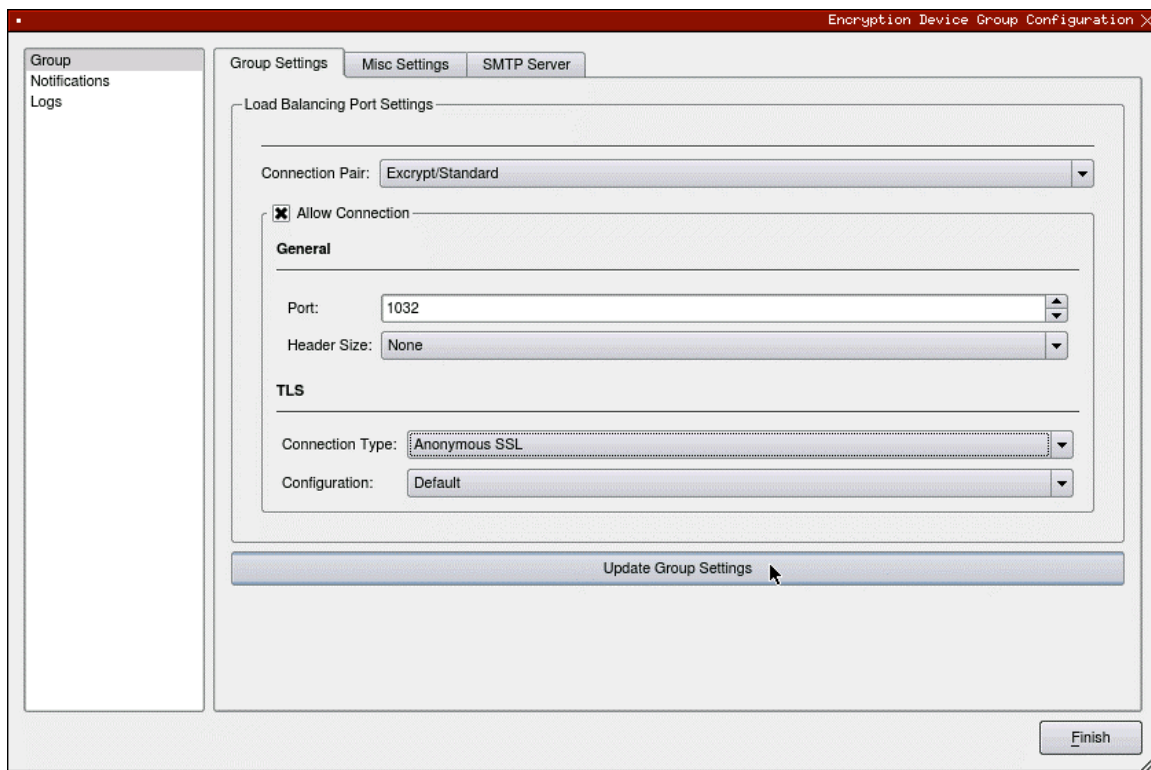 Encryption Device Group Configuration
Group
Notifications
Logs
Group Settings
Misc Settings
SMTP Server
Load Balancing Port Settings
Connection Pair: Excrypt/Standard
Allow Connection
General
Port: 1032
Header Size: None
TLS
Connection Type: Anonymous SSL
Configuration: Default
Update Group Settings
Finish